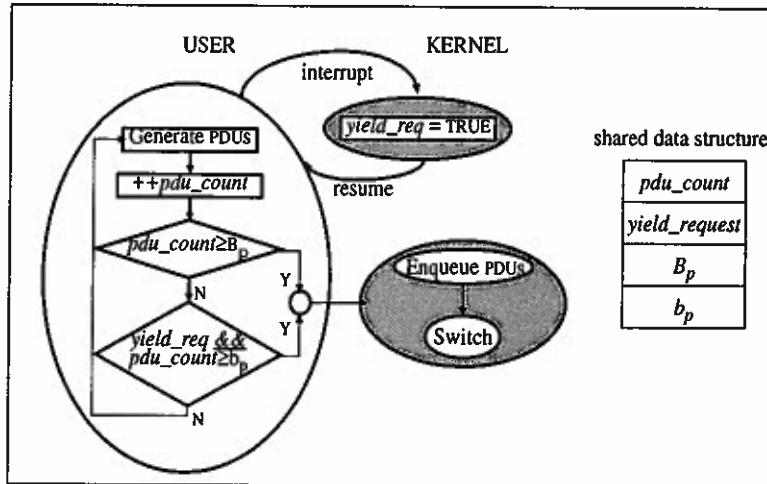 USER
KERNEL
interrupt
Generate PDUs
yield_req = TRUE
++pdu_count
resume
pdu_count≥B_p
Y
N
yield_req &&
pdu_count≥b_p
Y
N
Enqueue PDUs
Switch
shared data structure
pdu_count
yield_request
B_p
b_p